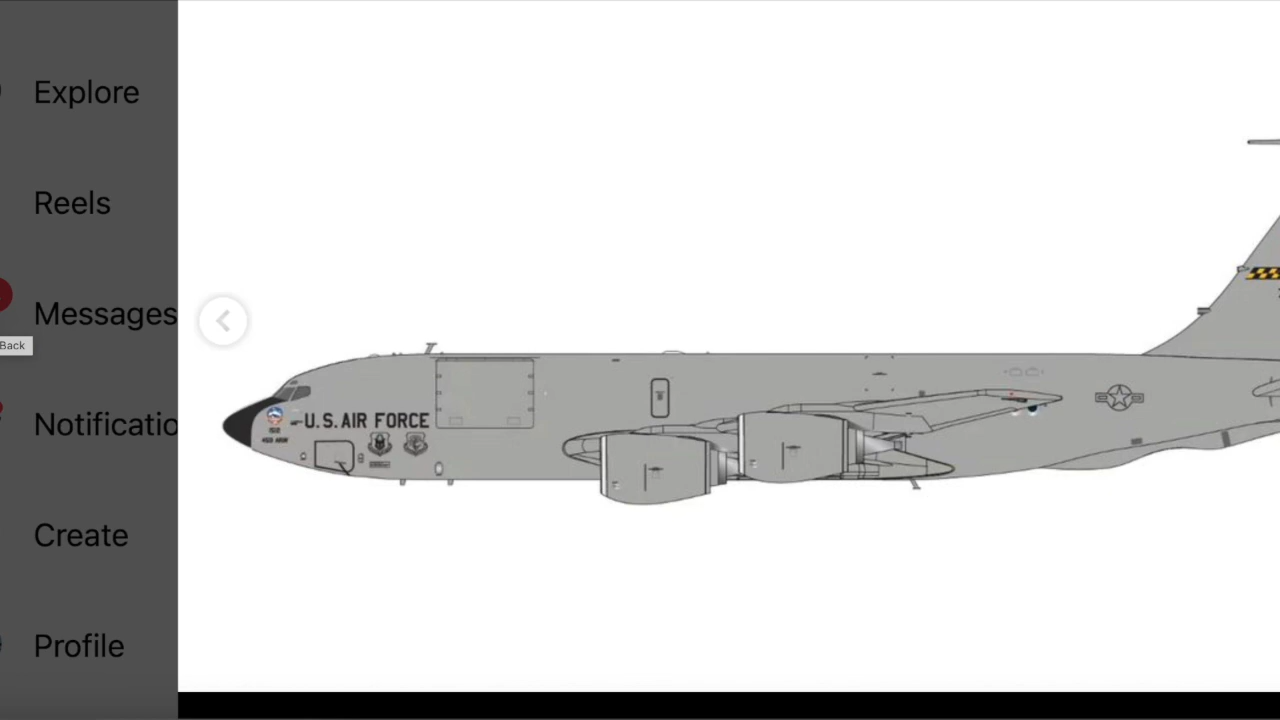 Explore
Reels
Messages
Back
Notificatio
Create
Profile
U.S. AIR FORCE